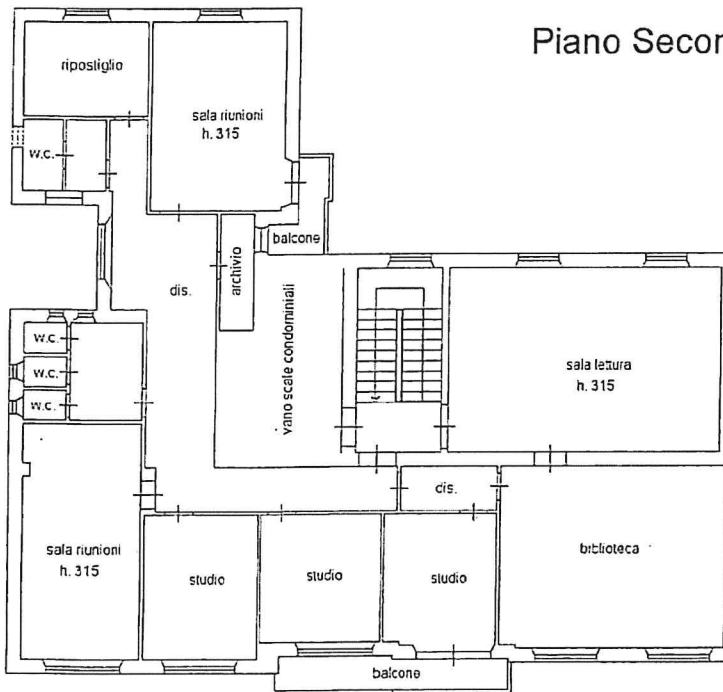 Piano Secon
ripostiglio
sala riunioni
h. 315
w.c.
balcone
archivio
dis.
vano scale condominiali
sala lettura
h. 315
w.c.
w.c.
w.c.
dis.
sala riunioni
h. 315
studio
studio
studio
biblioteca
balcone